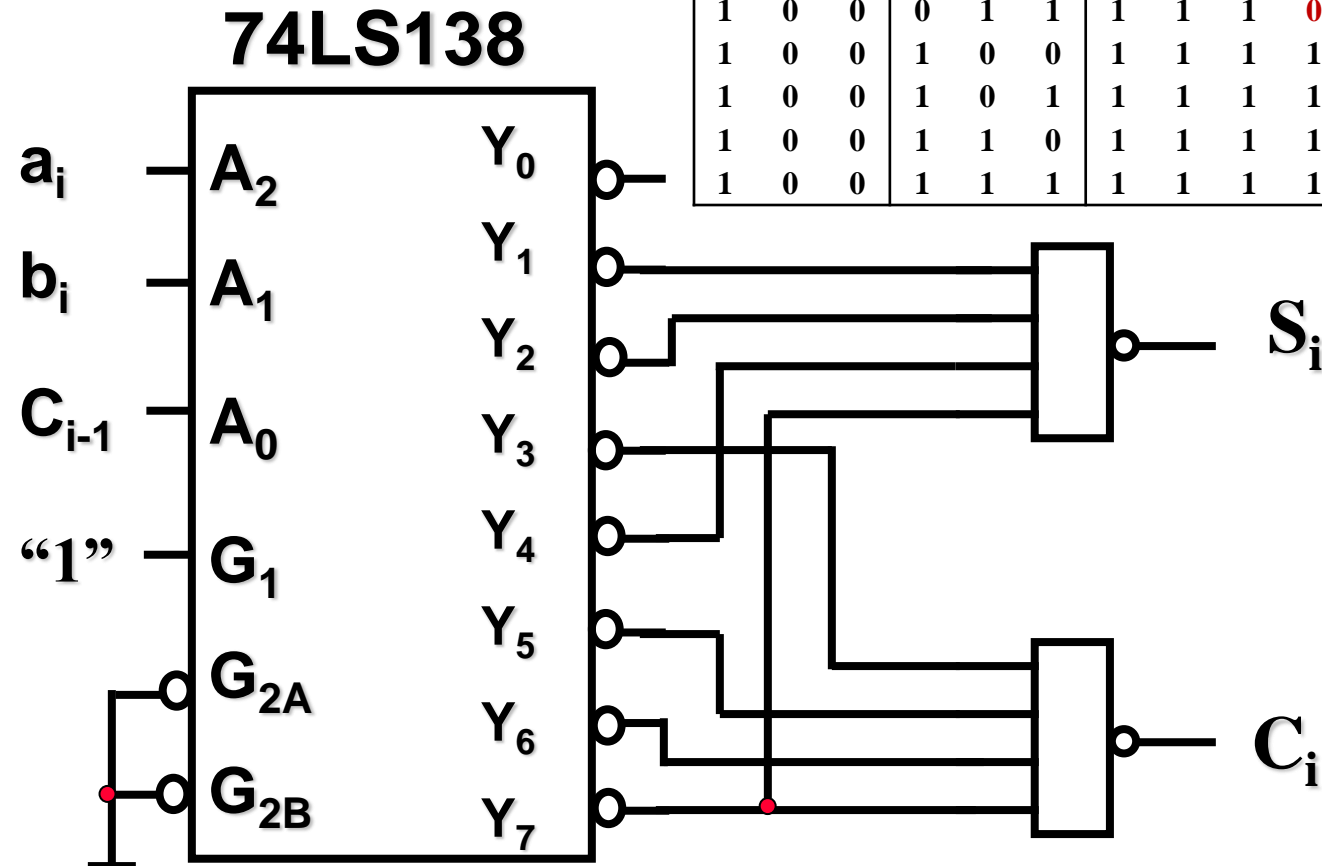 74LS138
1 0 0 0 1 1 1 1 1 0
1 0 0 1 0 0 1 1 1 1
1 0 0 1 0 1 1 1 1 1
1 0 0 1 1 0 1 1 1 1
1 0 0 1 1 1 1 1 1 1
aᵢ A₂ Y₀
Y₁
bᵢ A₁
Y₂ Sᵢ
Cᵢ₋₁ A₀ Y₃
“1” G₁ Y₄
Y₅
G₂A
Y₆ Cᵢ
G₂B Y₇